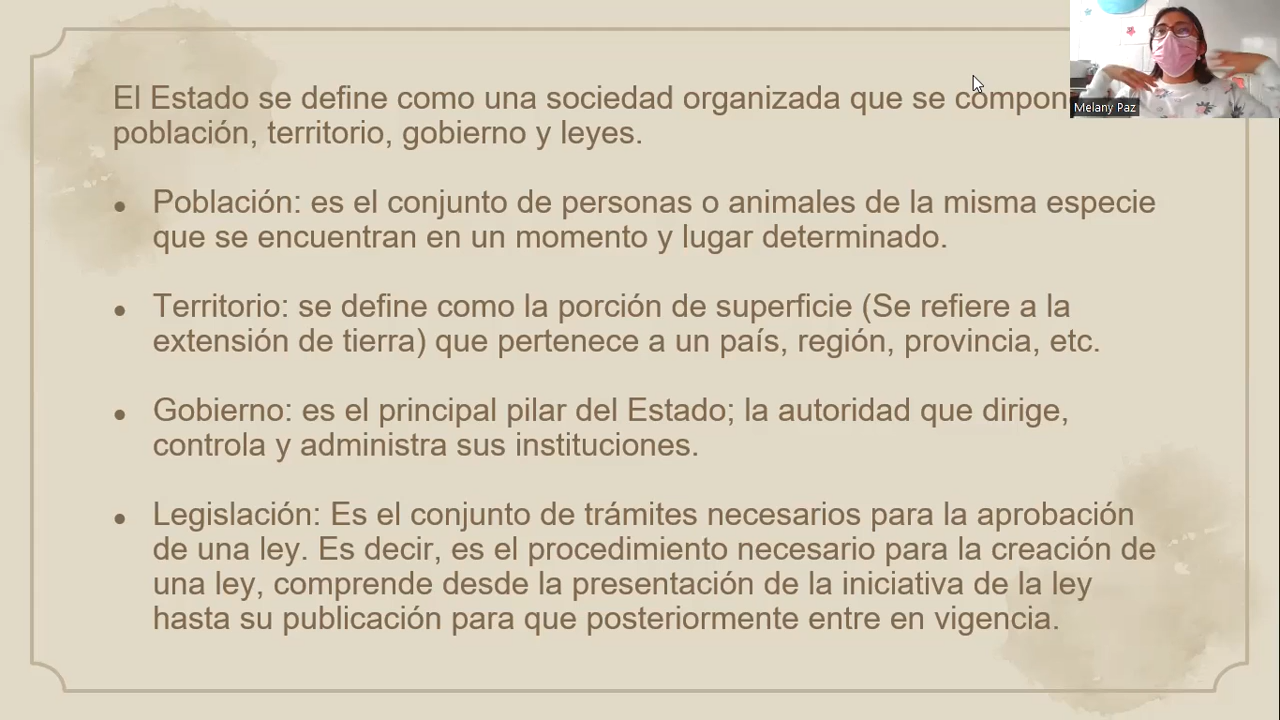 El Estado se define como una sociedad organizada que se
población, territorio, gobierno y leyes.
Población: es el conjunto de personas o animales de la misma especie
que se encuentran en un momento y lugar determinado.
Territorio: se define como la porción de superficie (Se refiere a la
extensión de tierra) que pertenece a un país, región, provincia, etc.
Gobierno: es el principal pilar del Estado; la autoridad que dirige,
controla y administra sus instituciones.
Legislación: Es el conjunto de trámites necesarios para la aprobación
de una ley. Es decir, es el procedimiento necesario para la creación de
una ley, comprende desde la presentación de la iniciativa de la ley
hasta su publicación para que posteriormente entre en vigencia.
Melany Paz